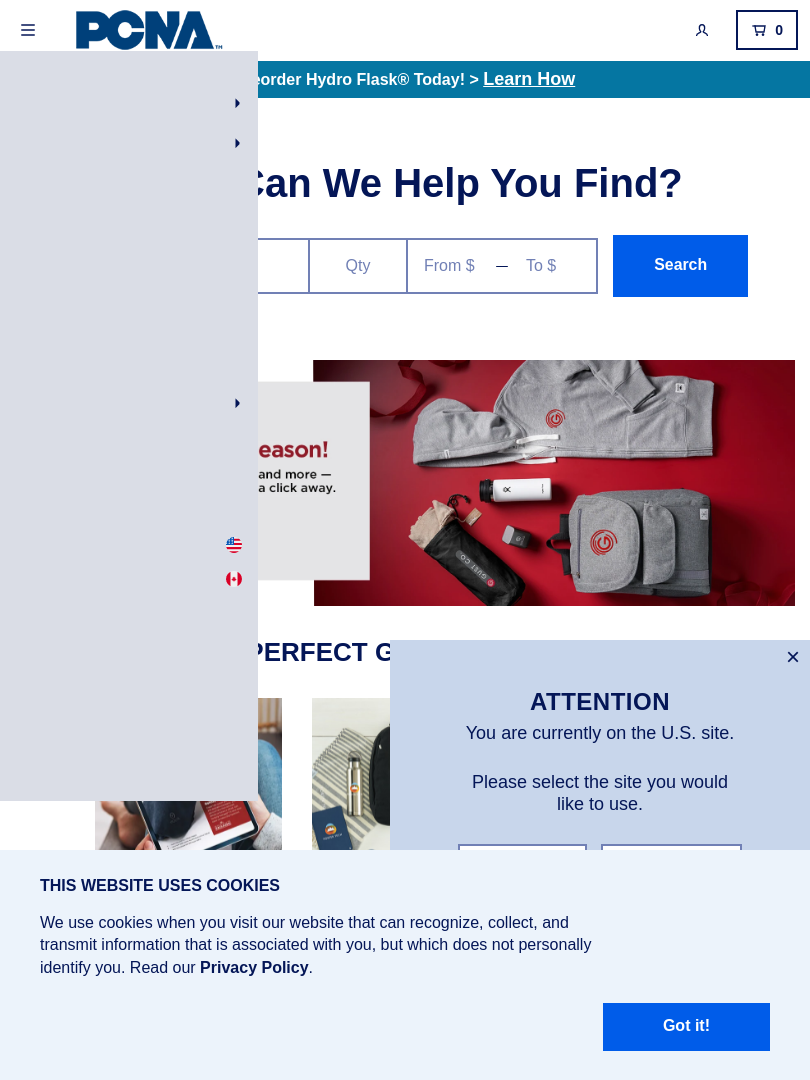 PCNA™
0
eorder Hydro Flask® Today! > Learn How
Can We Help You Find?
Qty
From $ — To $
Search
eason!
and more —
a click away.
GUST CO
PERFECT G
ATTENTION
You are currently on the U.S. site.
Please select the site you would
like to use.
THIS WEBSITE USES COOKIES
We use cookies when you visit our website that can recognize, collect, and
transmit information that is associated with you, but which does not personally
identify you. Read our Privacy Policy.
Got it!